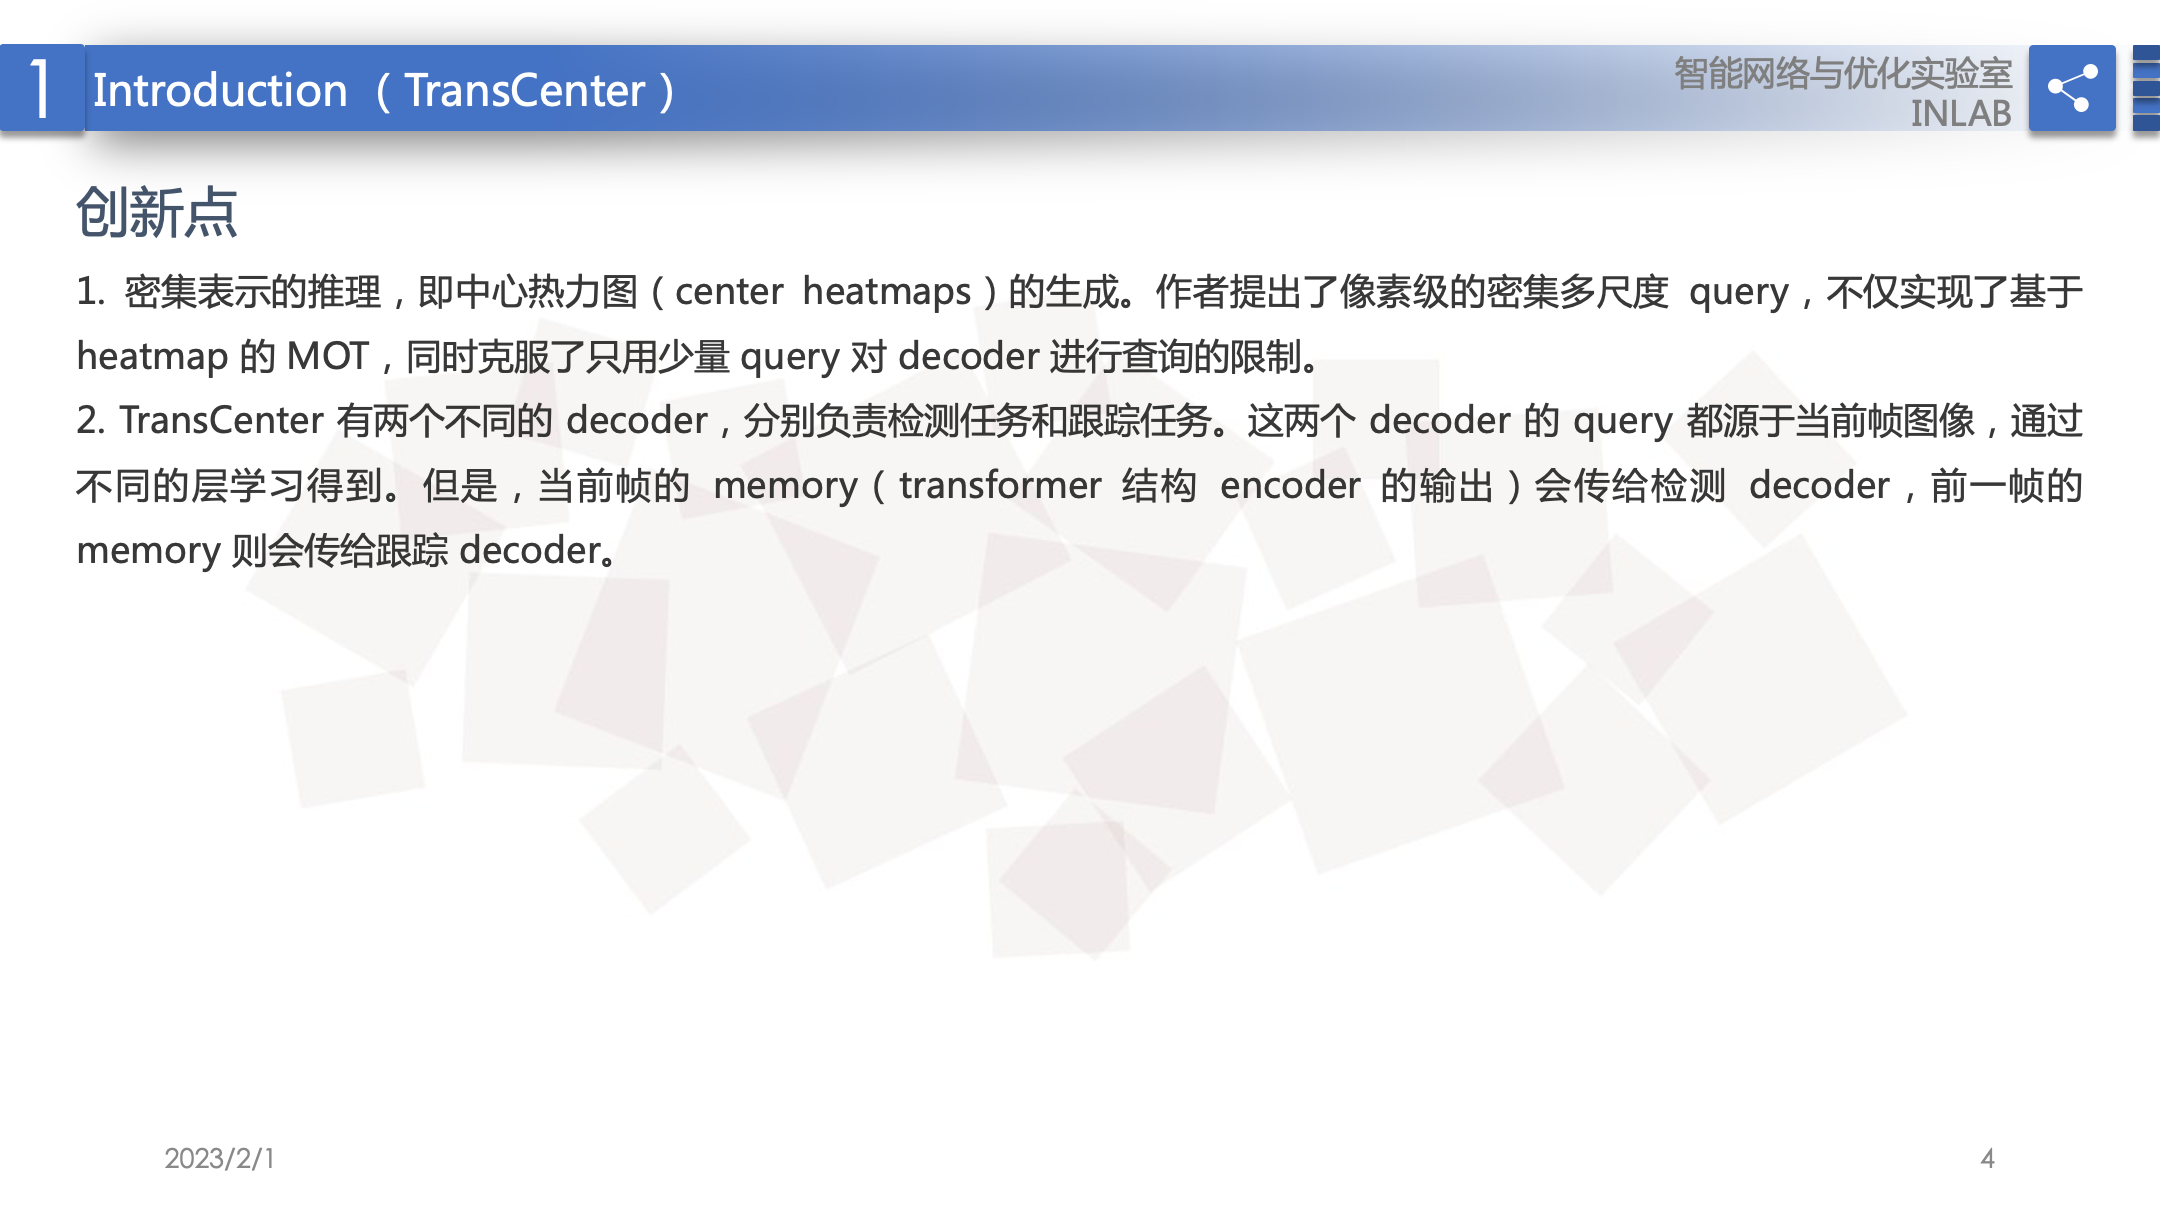 1
Introduction （TransCenter）
智能网络与优化实验室
INLAB
创新点
1. 密集表示的推理，即中心热力图（center heatmaps）的生成。作者提出了像素级的密集多尺度 query，不仅实现了基于
heatmap 的 MOT，同时克服了只用少量 query 对 decoder 进行查询的限制。
2. TransCenter 有两个不同的 decoder，分别负责检测任务和跟踪任务。这两个 decoder 的 query 都源于当前帧图像，通过
不同的层学习得到。但是，当前帧的 memory（transformer 结构 encoder 的输出）会传给检测 decoder，前一帧的
memory 则会传给跟踪 decoder。
2023/2/1
4